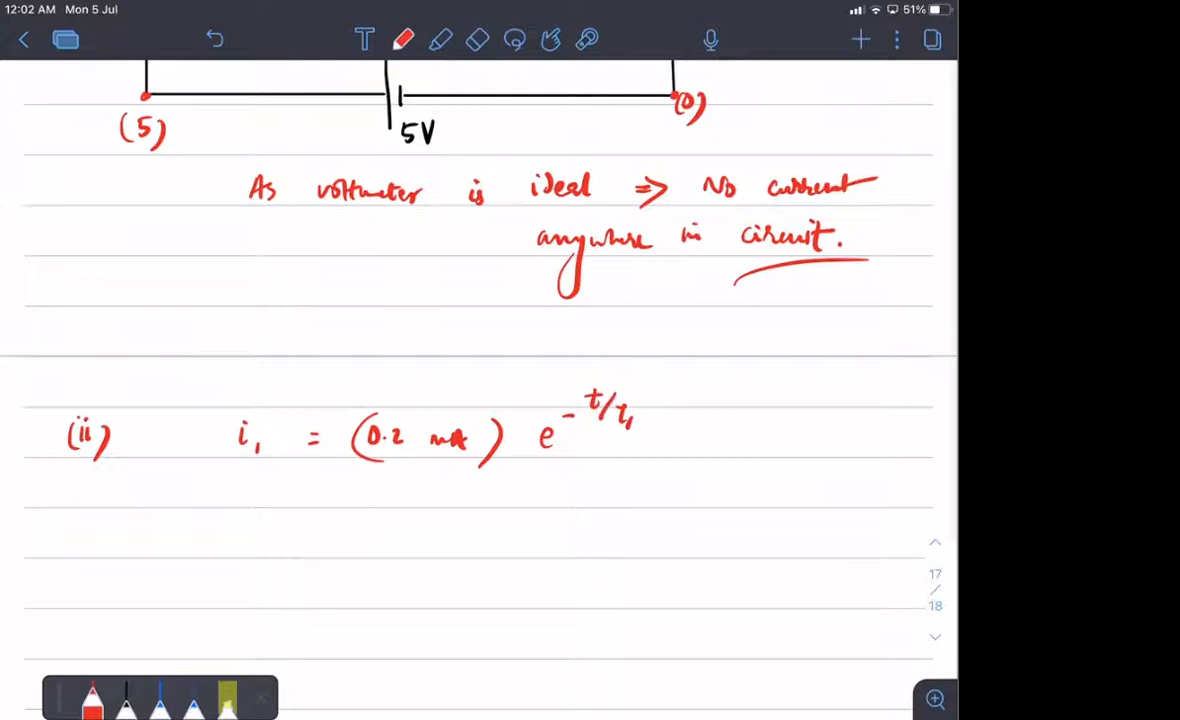 12:02 AM Mon 5 Jul
51%
T
(5)
5V
(0)
As voltmeter is ideal => No current
anywhere in circuit.
(ii) i₁ = (0.2 mA) e^{-t/τ₁}
17
/
18